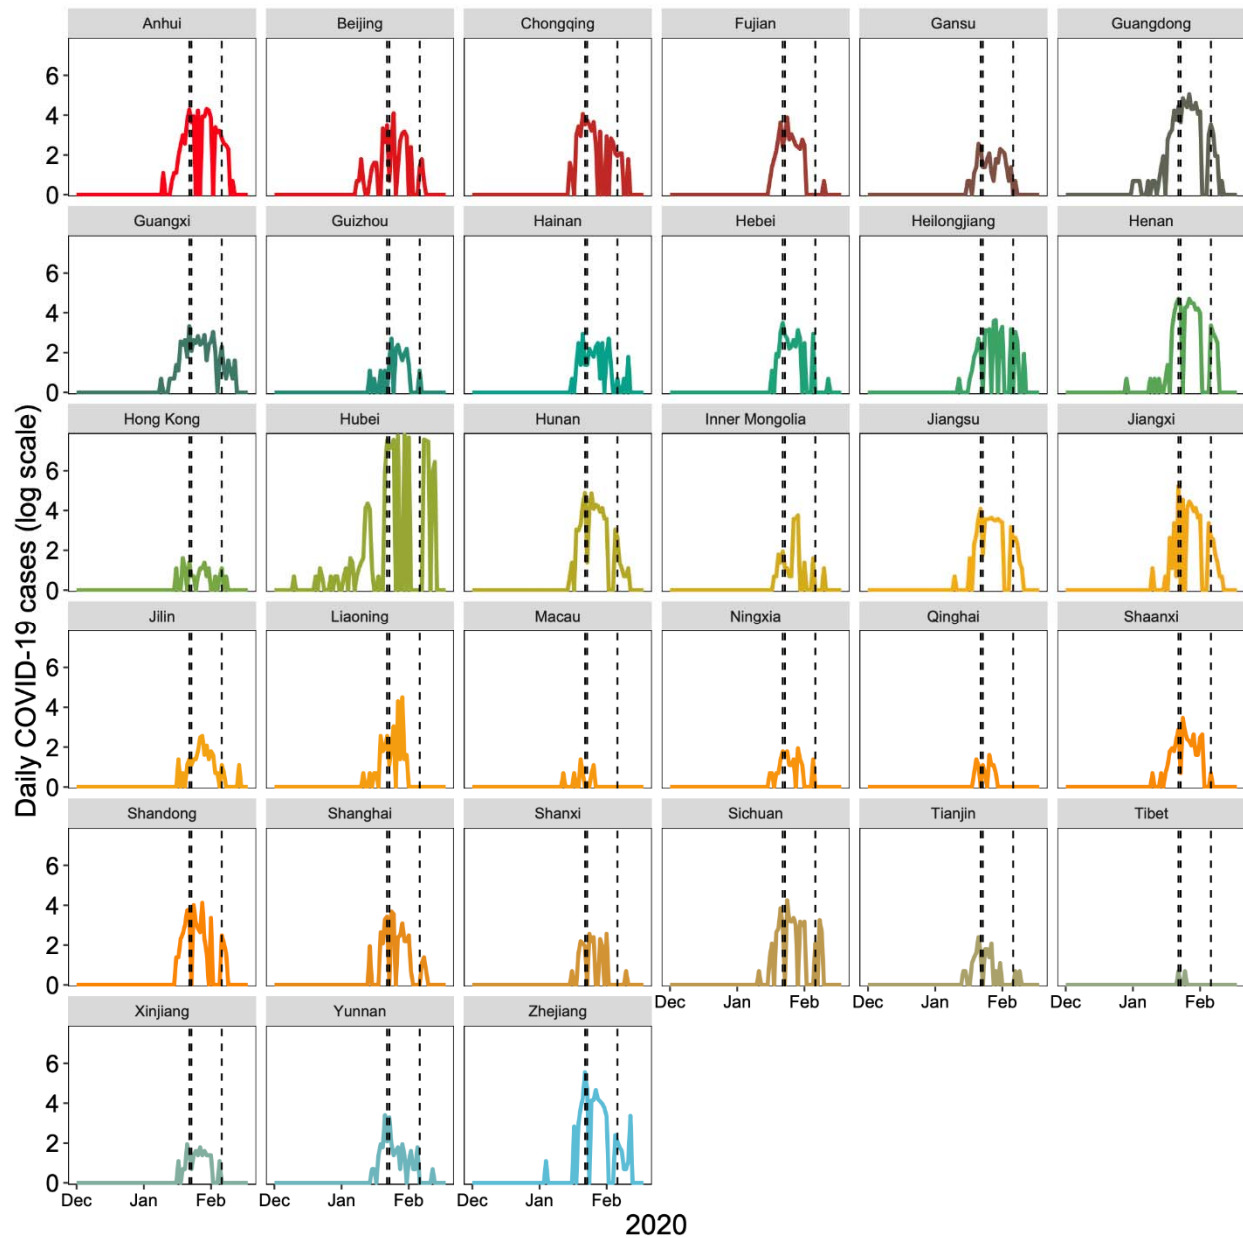 Anhui Beijing Chongqing Fujian Gansu Guangdong
6
4
2
0
Guangxi Guizhou Hainan Hebei Heilongjiang Henan
6
4
2
0
Hong Kong Hubei Hunan Inner Mongolia Jiangsu Jiangxi
6
4
2
0
Daily COVID-19 cases (log scale)
Jilin Liaoning Macau Ningxia Qinghai Shaanxi
6
4
2
0
Shandong Shanghai Shanxi Sichuan Tianjin Tibet
6
4
2
0
Dec Jan Feb Dec Jan Feb Dec Jan Feb
Xinjiang Yunnan Zhejiang
6
4
2
0
Dec Jan Feb Dec Jan Feb Dec Jan Feb
2020